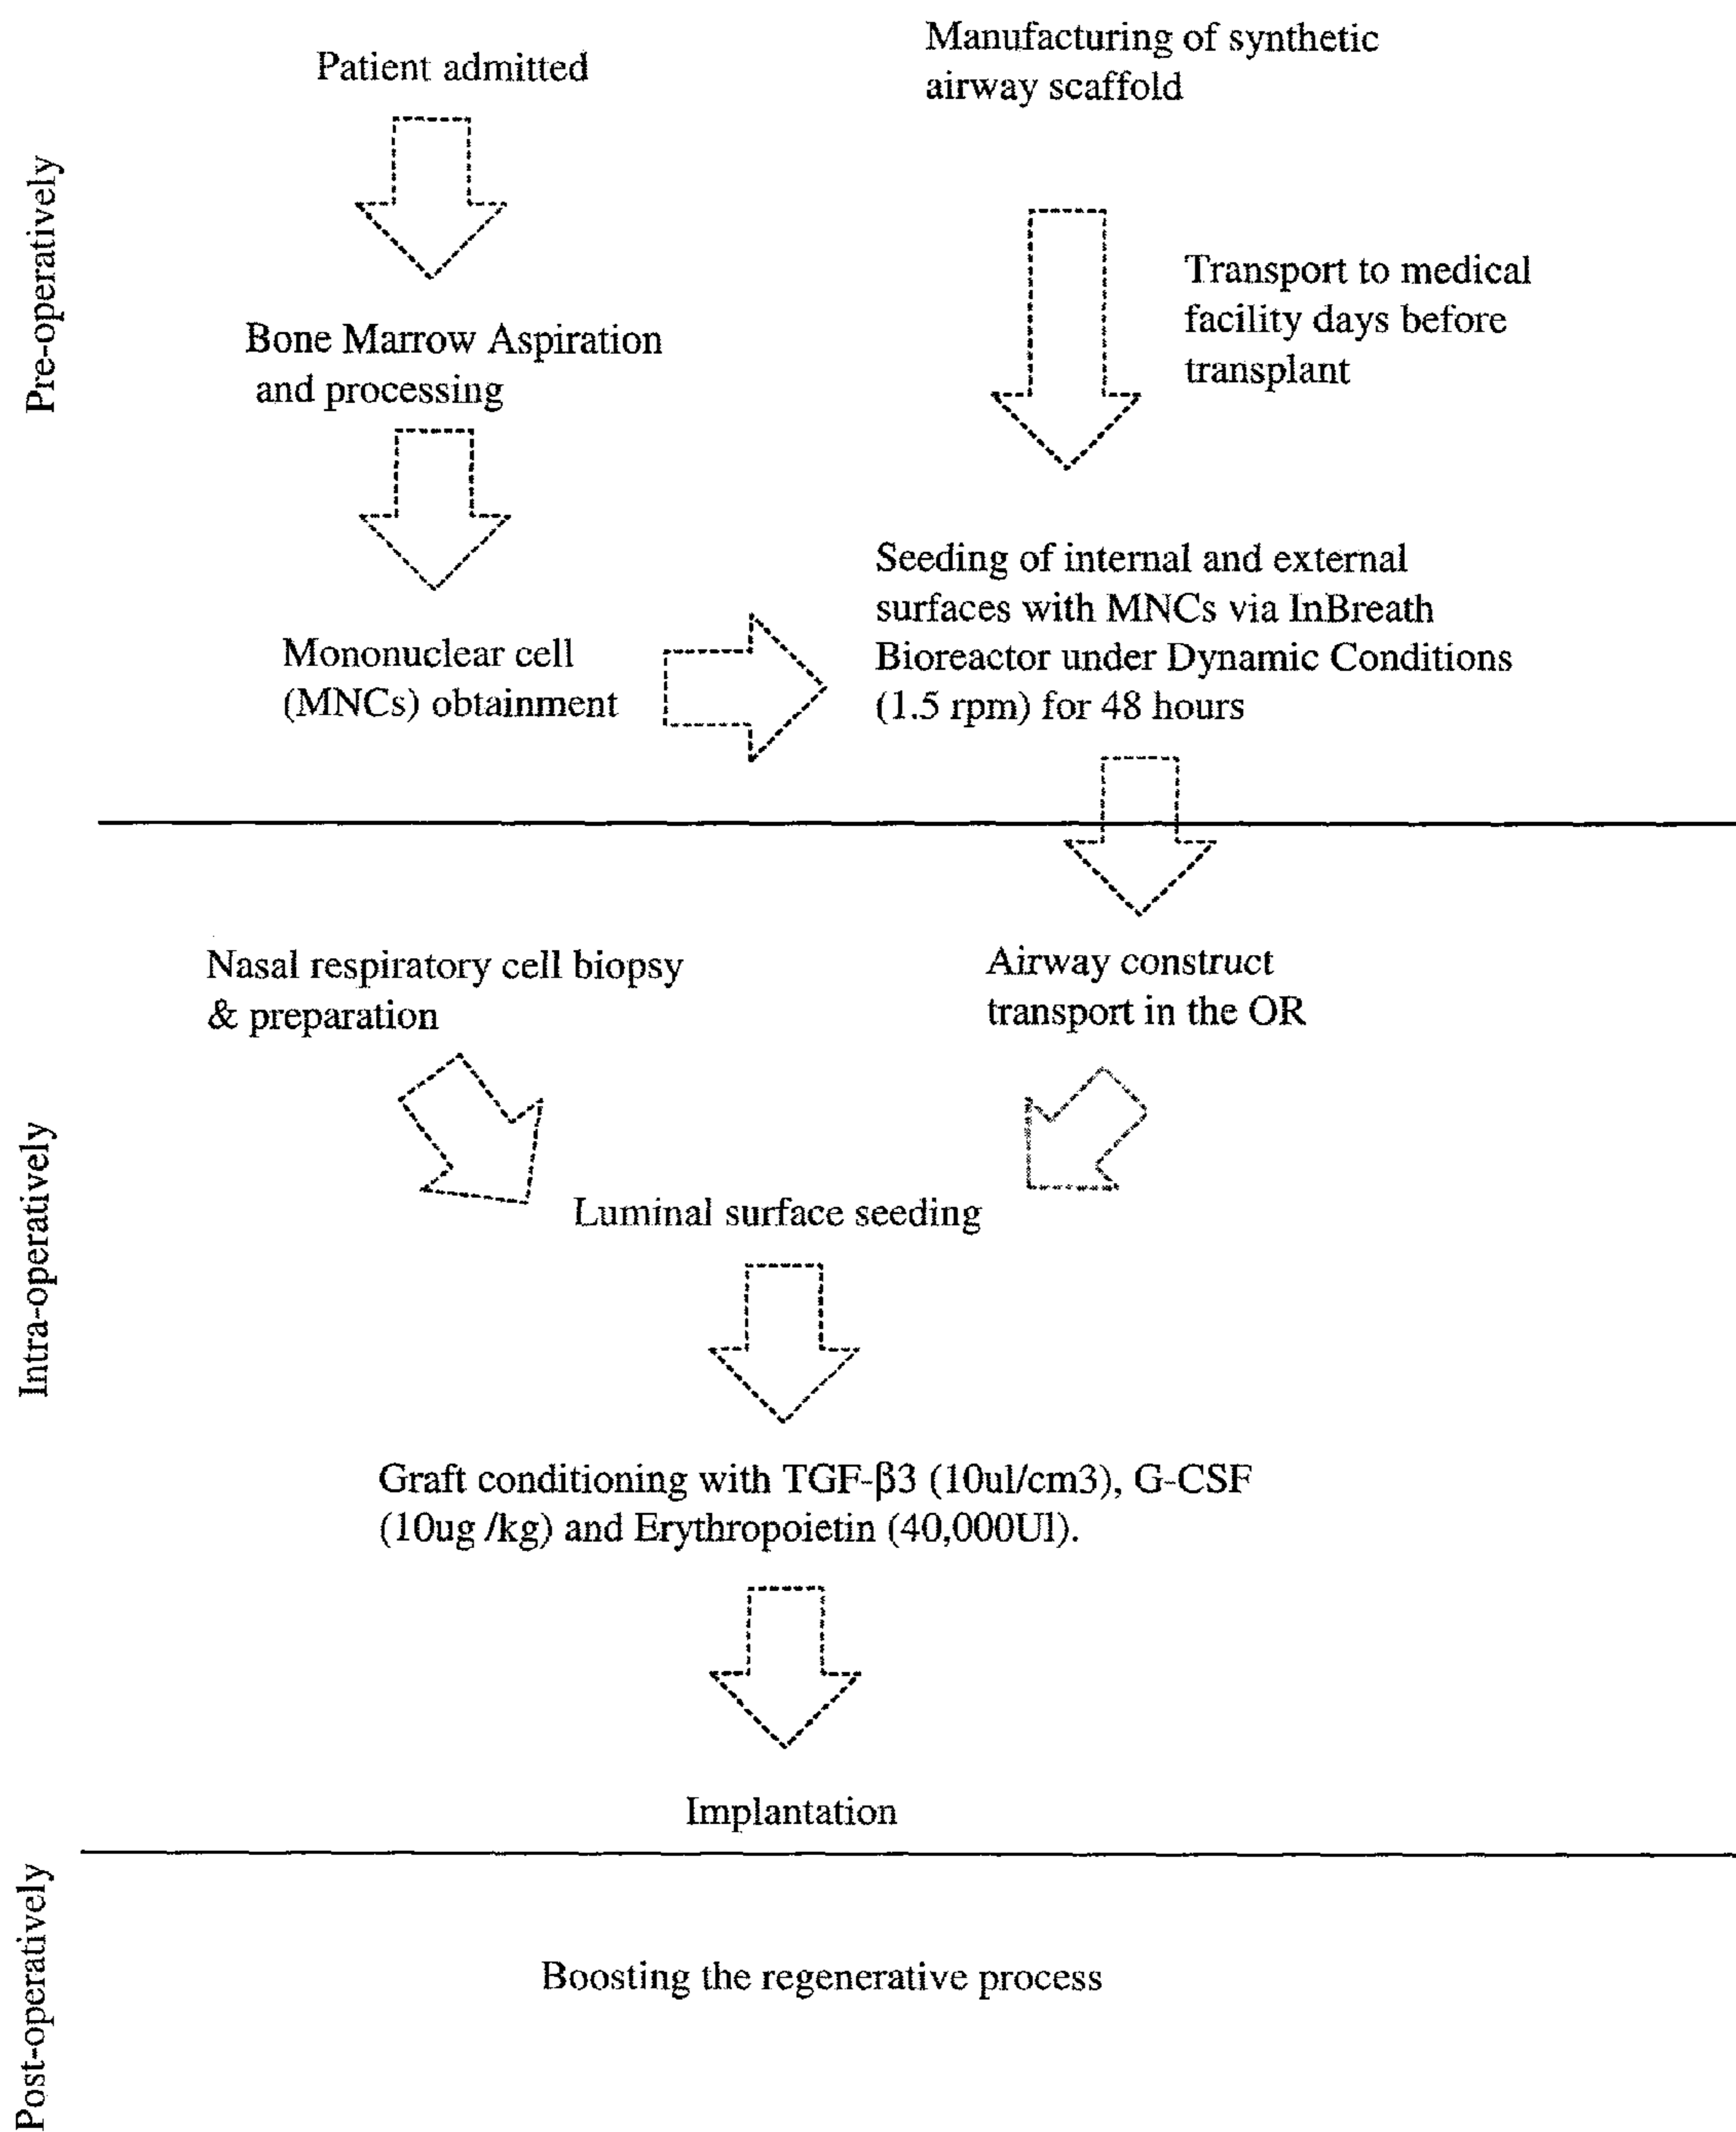 Pre-operatively
Patient admitted
Manufacturing of synthetic
airway scaffold
Transport to medical
facility days before
transplant
Bone Marrow Aspiration
and processing
Mononuclear cell
(MNCs) obtainment
Seeding of internal and external
surfaces with MNCs via InBreath
Bioreactor under Dynamic Conditions
(1.5 rpm) for 48 hours
Intra-operatively
Nasal respiratory cell biopsy
& preparation
Airway construct
transport in the OR
Luminal surface seeding
Graft conditioning with TGF-β3 (10ul/cm3), G-CSF
(10ug /kg) and Erythropoietin (40,000Ul).
Implantation
Post-operatively
Boosting the regenerative process